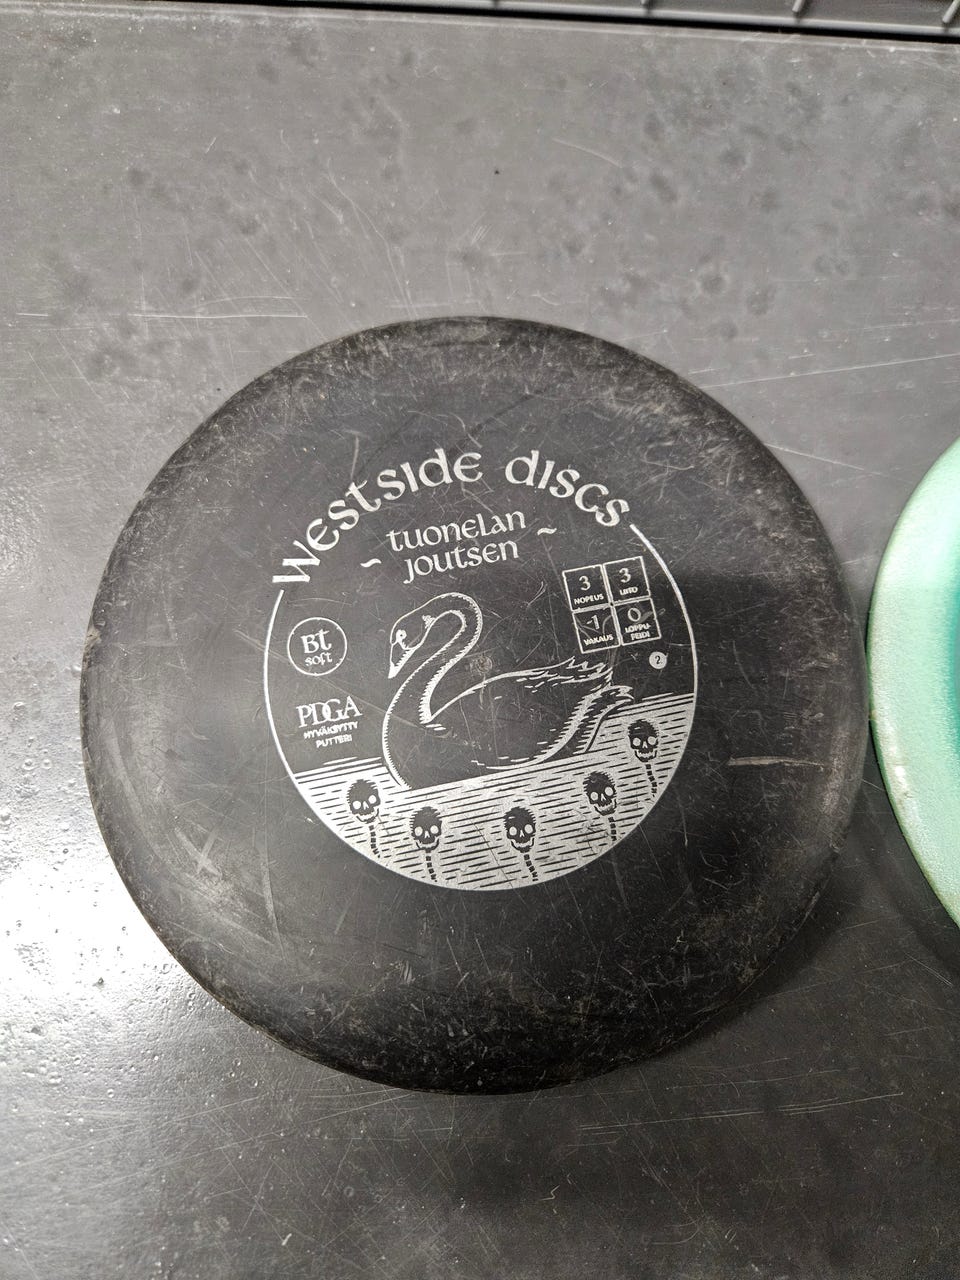 Westside discs
~ tuonelan ~
joutsen
3 NOPEUS
3 LIITO
-1 VAKAUS
0 LOPPU-
FEIDI
2
Bt
soft
PDGA
HYVÄKSYTTY
PUTTERI